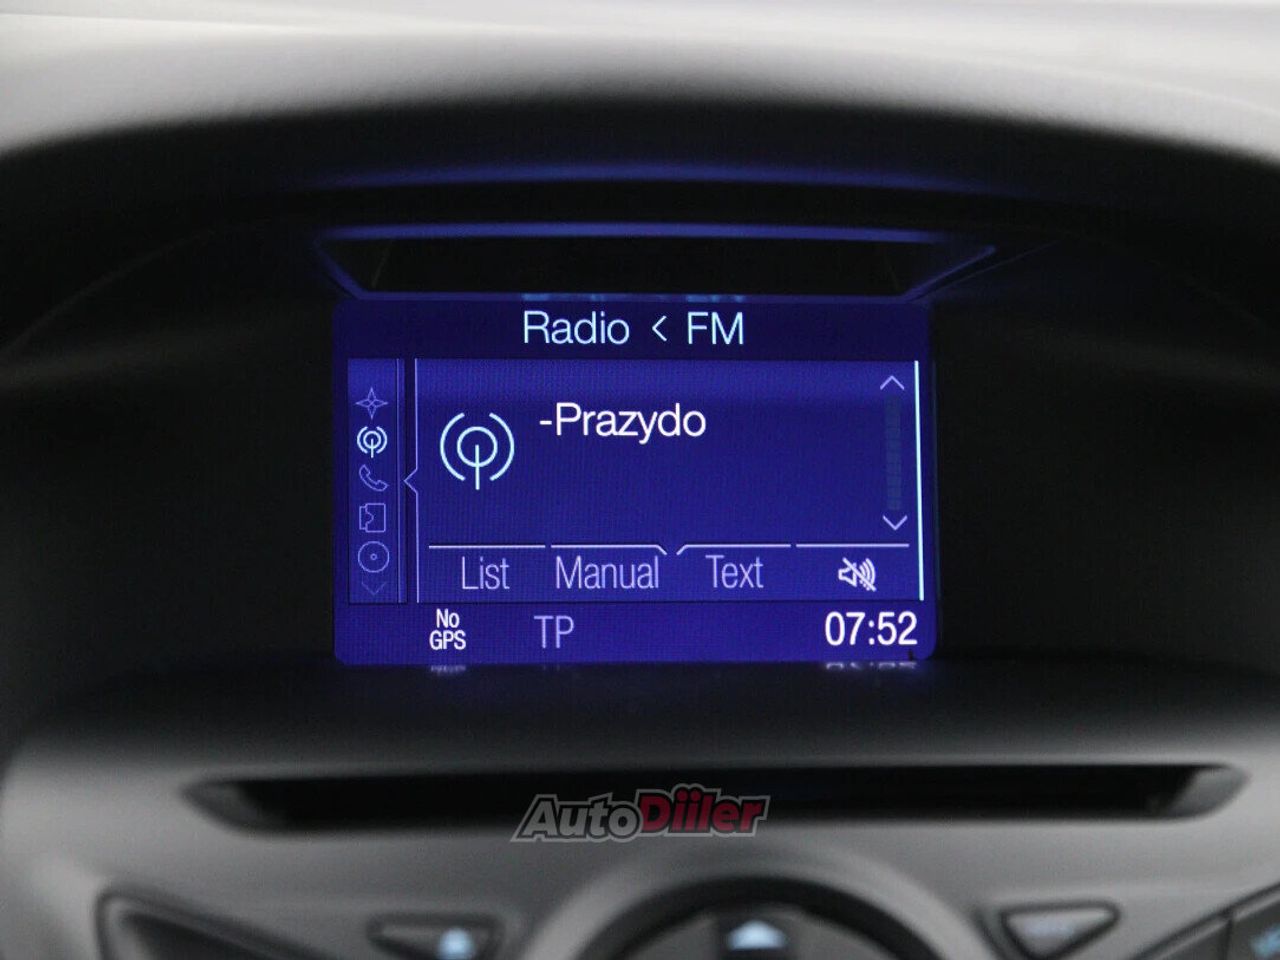 Radio < FM
-Prazydo
List Manual Text
No
GPS
TP 07:52
AutoDiiler